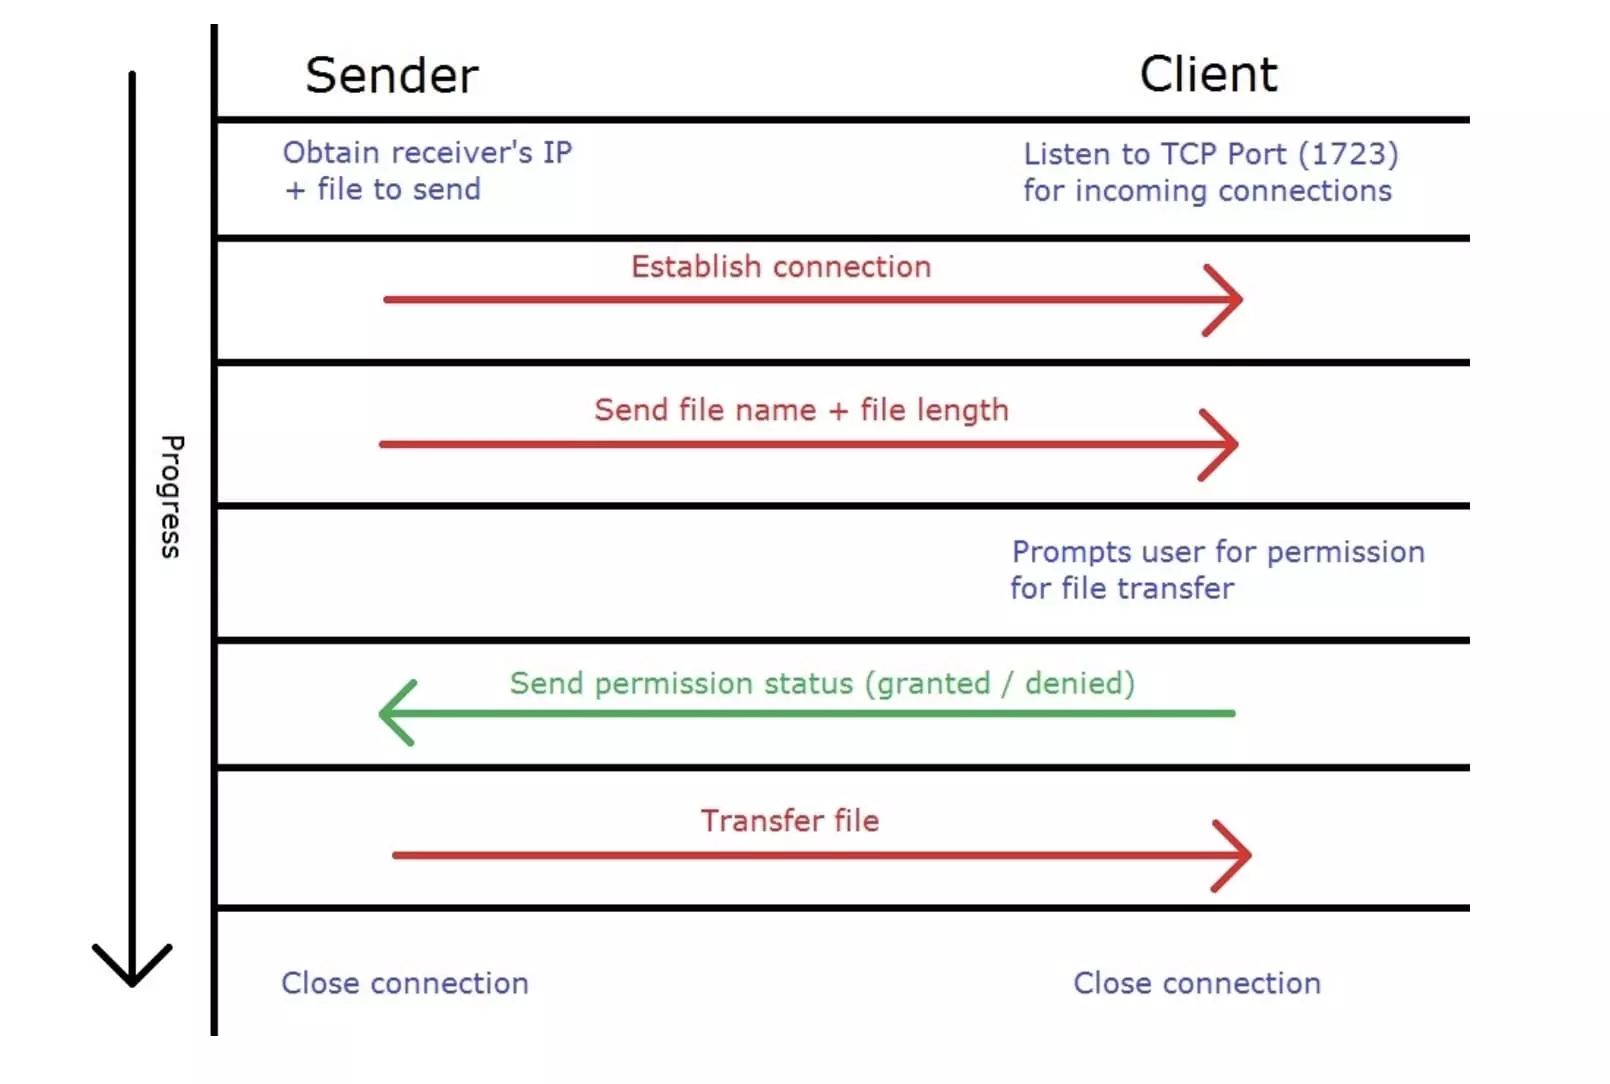 Sender
Client
Obtain receiver's IP
+ file to send
Listen to TCP Port (1723)
for incoming connections
Establish connection
Send file name + file length
Progress
Prompts user for permission
for file transfer
Send permission status (granted / denied)
Transfer file
Close connection
Close connection